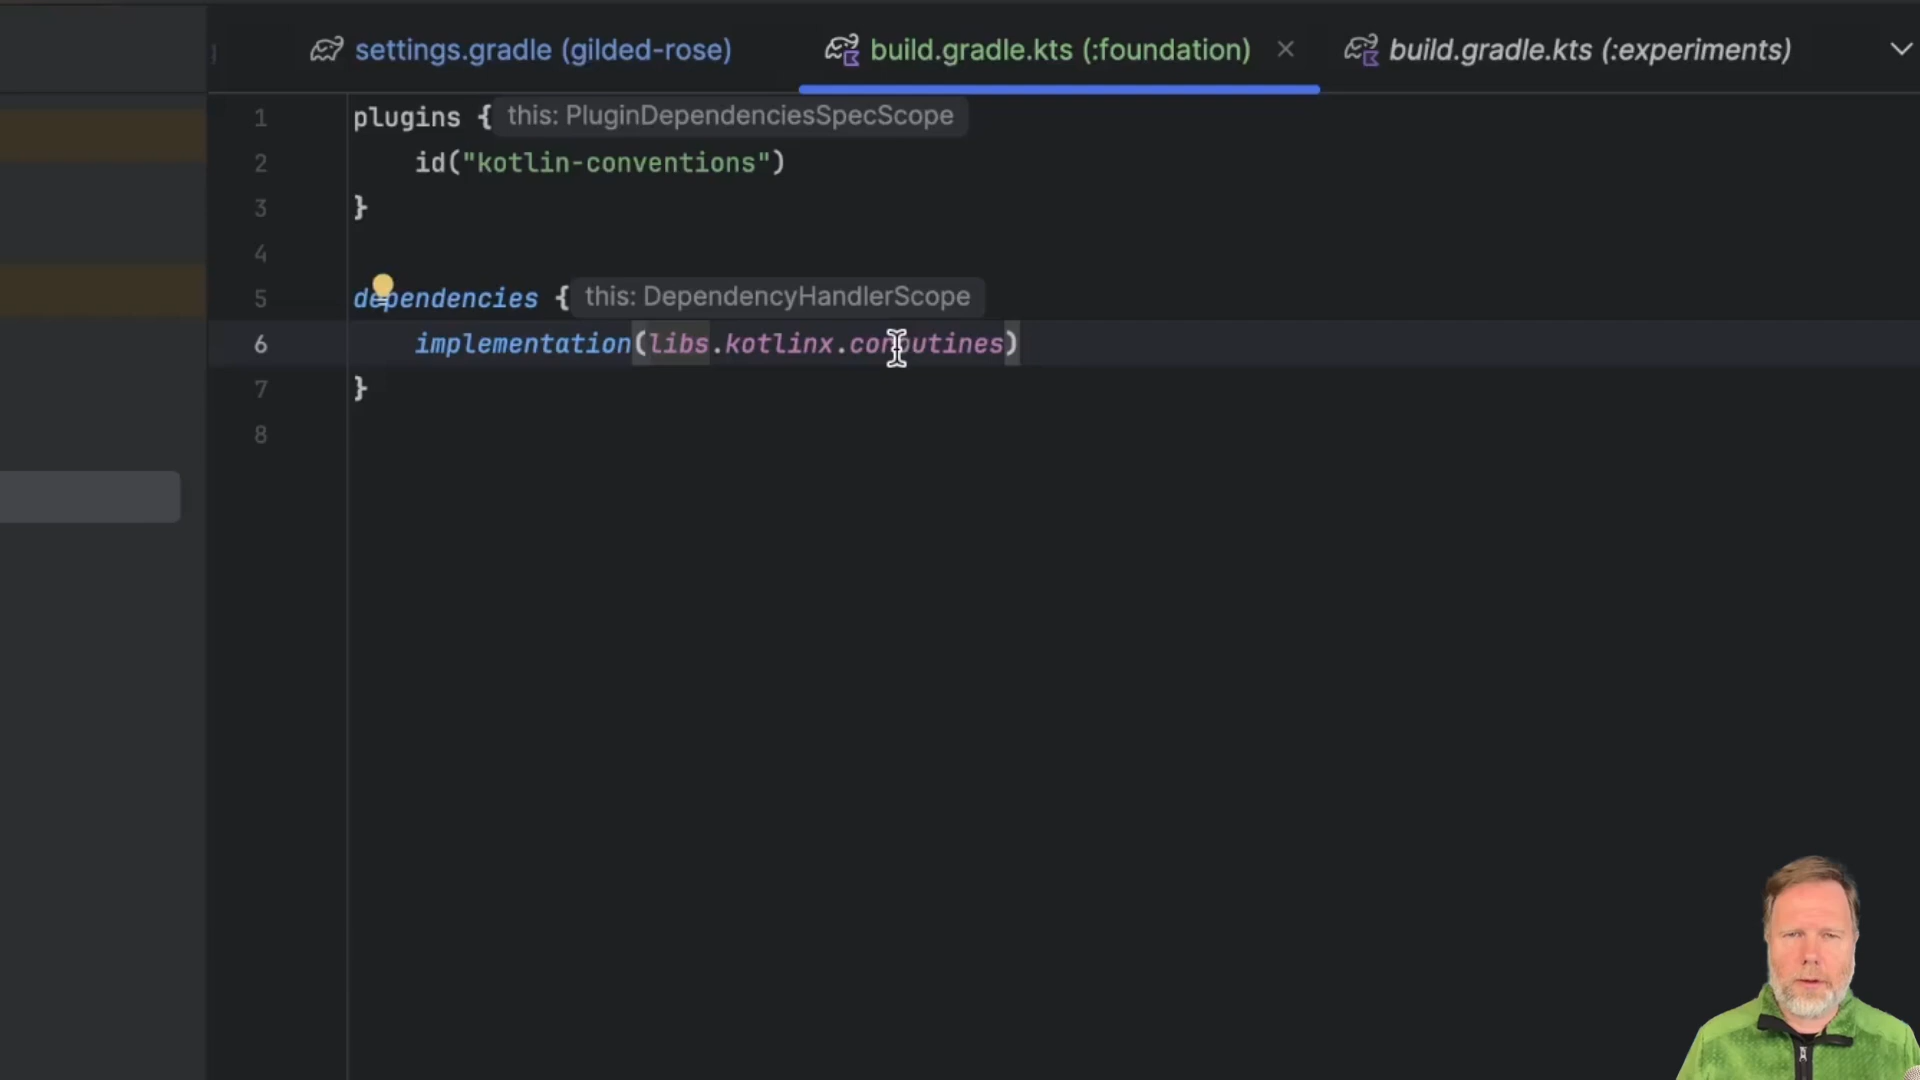 settings.gradle (gilded-rose)
build.gradle.kts (:foundation)
build.gradle.kts (:experiments)
1 plugins { this: PluginDependenciesSpecScope
2 id("kotlin-conventions")
3 }
4
5 dependencies { this: DependencyHandlerScope
6 implementation(libs.kotlinx.coroutines)
7 }
8